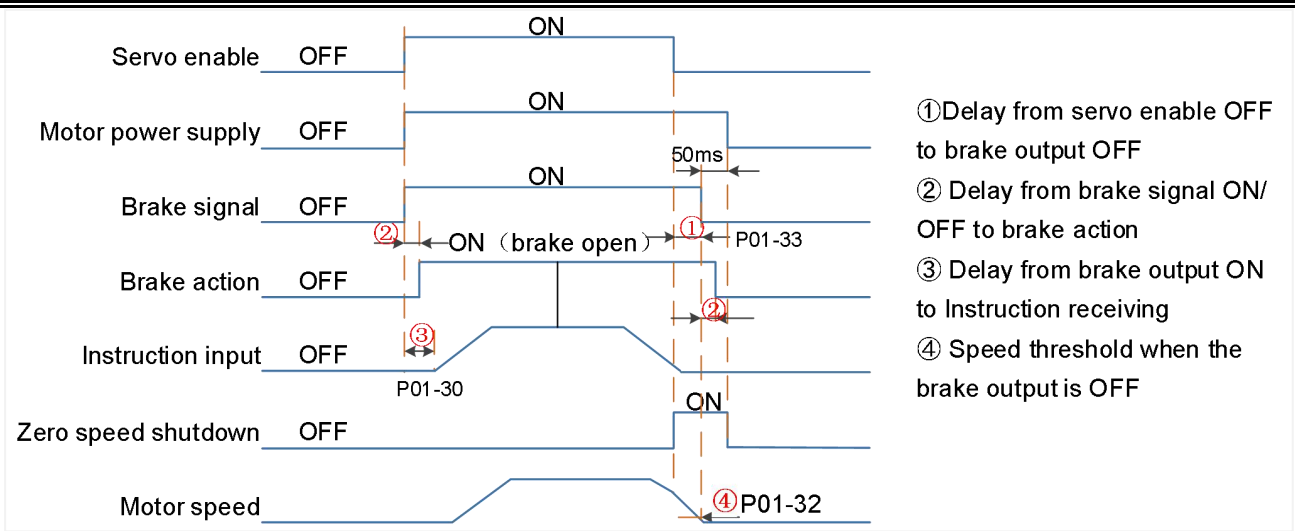 ON
Servo enable OFF
ON
Motor power supply OFF
50ms
ON
Brake signal OFF
② ON（brake open） ① P01-33
Brake action OFF
②
③
Instruction input OFF
P01-30
ON
Zero speed shutdown OFF
④ P01-32
Motor speed
①Delay from servo enable OFF
to brake output OFF
② Delay from brake signal ON/
OFF to brake action
③ Delay from brake output ON
to Instruction receiving
④ Speed threshold when the
brake output is OFF